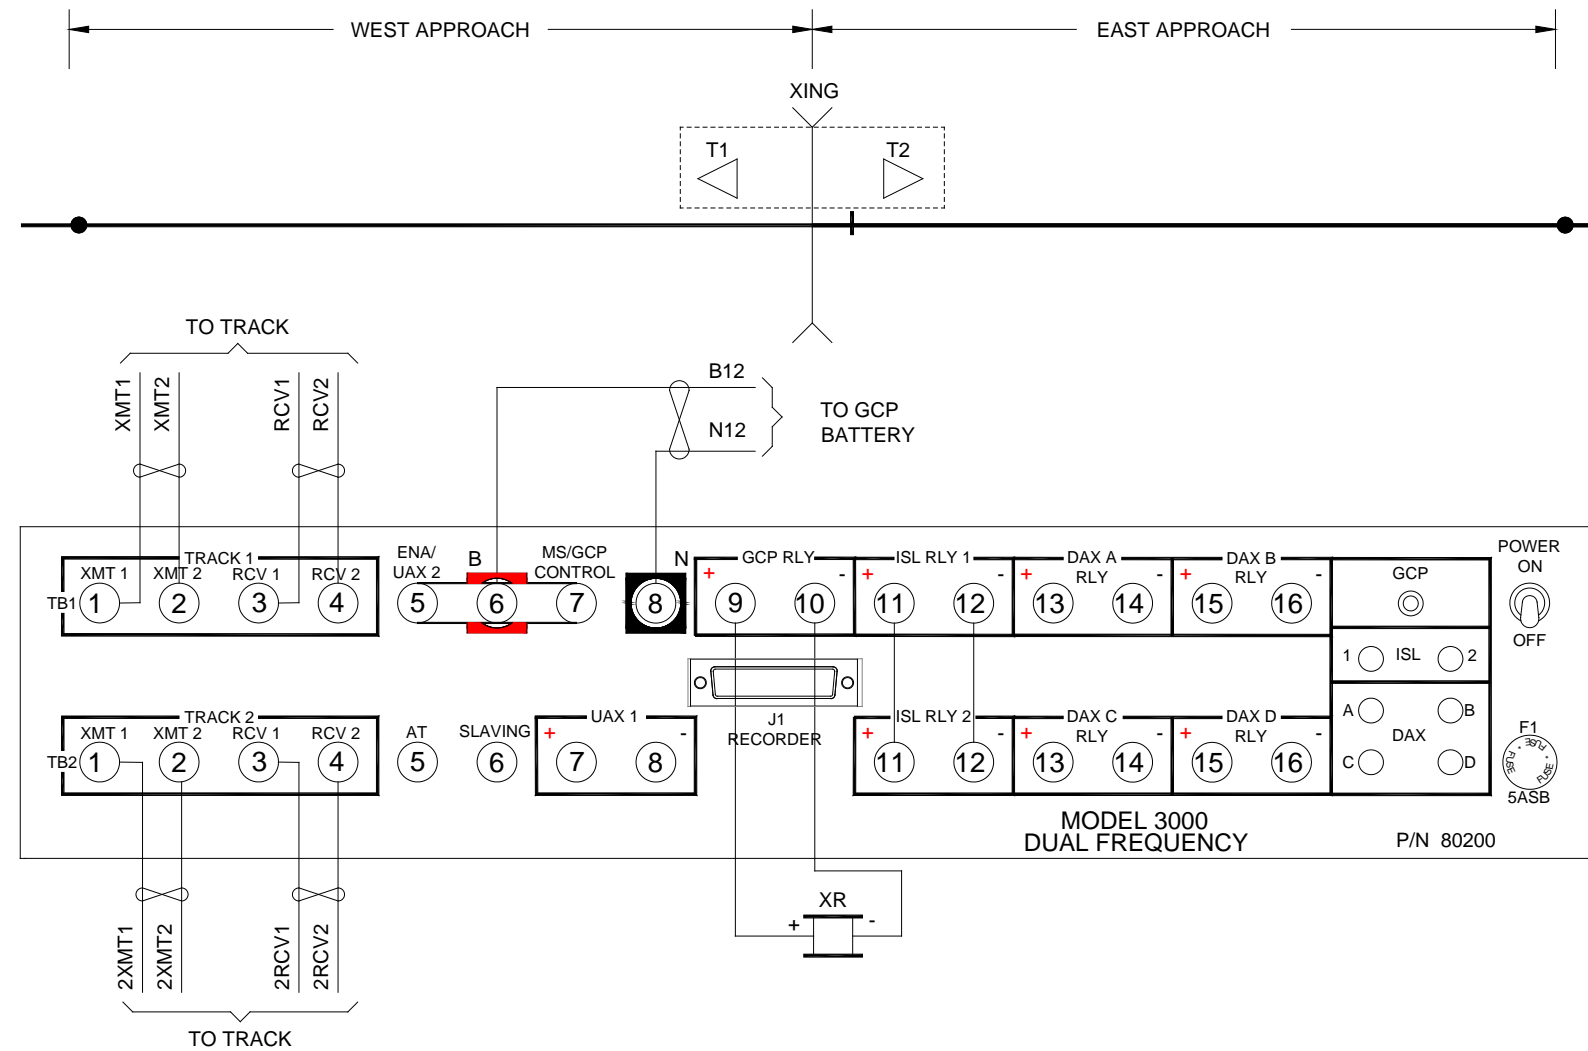 WEST APPROACH
EAST APPROACH
XING
T1
T2
TO TRACK
XMT1
XMT2
RCV1
RCV2
B12
N12
TO GCP
BATTERY
TRACK 1
XMT 1
XMT 2
RCV 1
RCV 2
TB1
1
2
3
4
ENA/
UAX 2
5
B
6
MS/GCP
CONTROL
7
N
8
GCP RLY
+
-
9
10
ISL RLY 1
+
-
11
12
DAX A
RLY
+
-
13
14
DAX B
RLY
+
-
15
16
GCP
1
ISL
2
A
B
DAX
C
D
POWER
ON
OFF
F1
FUSE • FUSE • FUSE
5ASB
J1
RECORDER
TRACK 2
XMT 1
XMT 2
RCV 1
RCV 2
TB2
1
2
3
4
AT
5
SLAVING
6
UAX 1
+
-
7
8
ISL RLY 2
+
-
11
12
DAX C
RLY
+
-
13
14
DAX D
RLY
+
-
15
16
MODEL 3000
DUAL FREQUENCY
P/N 80200
XR
+
-
2XMT1
2XMT2
2RCV1
2RCV2
TO TRACK